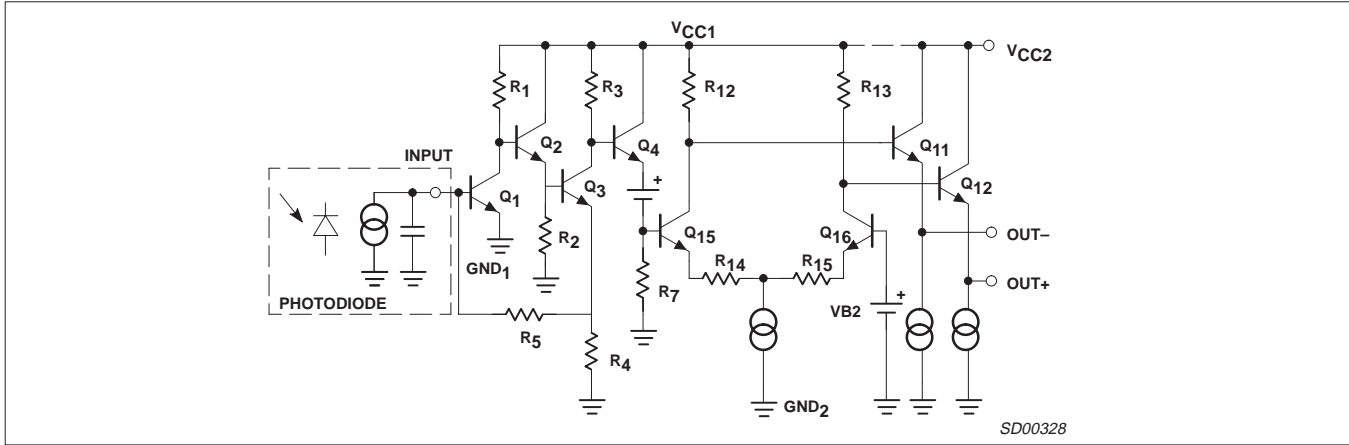 VCC1
VCC2
R1
R3
R12
R13
INPUT
Q2
Q4
Q11
Q1
Q3
Q12
Q15
Q16
OUT–
R2
GND1
R14
R15
OUT+
R7
PHOTODIODE
VB2
R5
R4
GND2
+
+
SD00328